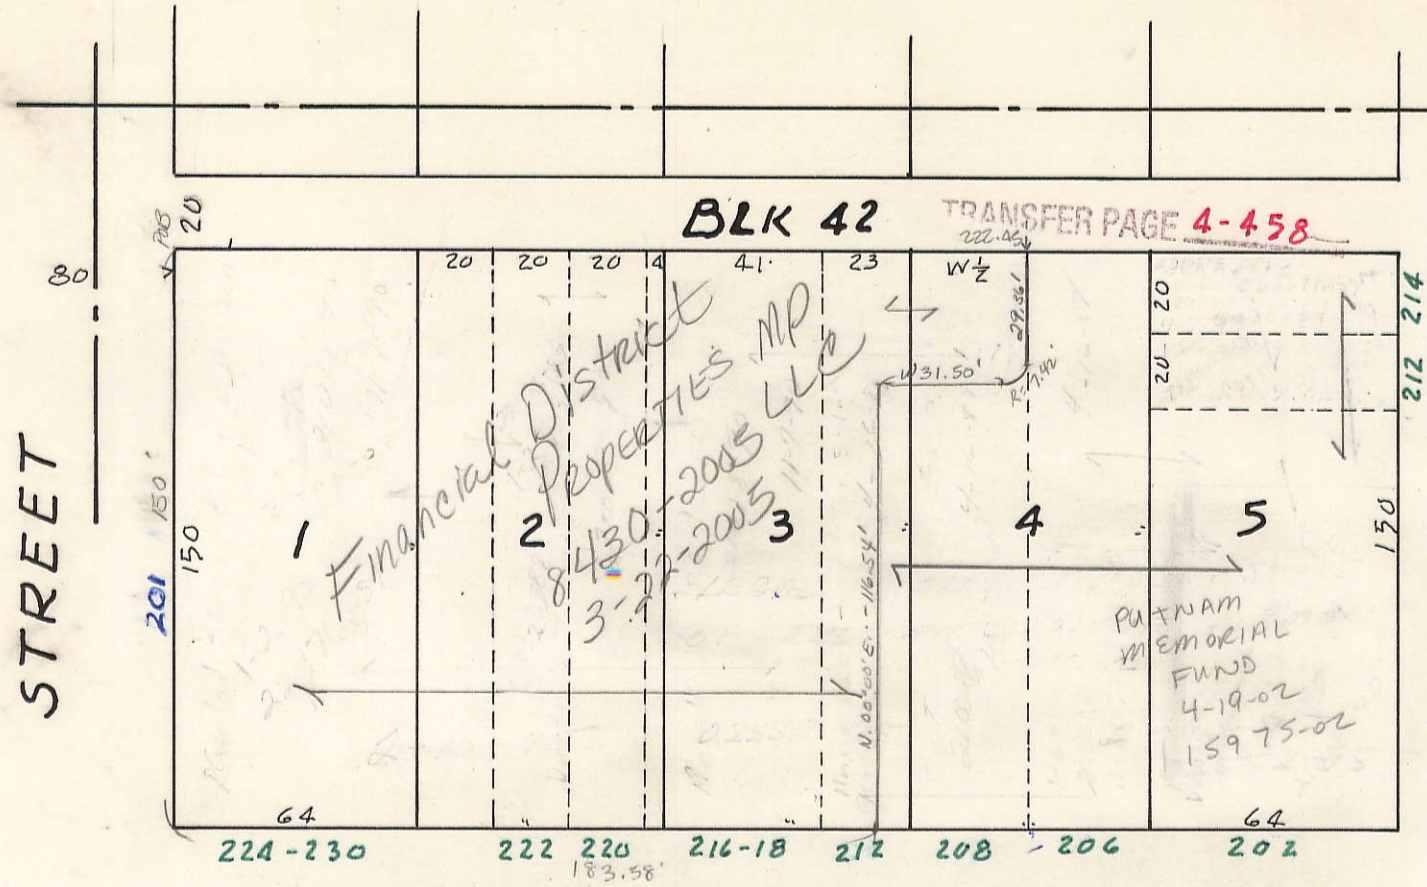 BLK 42
TRANSFER PAGE 4-458
222.45'
POB
20
80
20 20 20 4 41 23 W½
29.36'
20
214
W31.50'
R=7.42'
20
212
Financial District
PROPERTIES MP
LLC
8430-2005
3-22-2005
STREET
201
150'
150
1 2 3 4 5
150
N.00°00'E. -116.54'
PUTNAM
MEMORIAL
FUND
4-19-02
15975-02
64
64
224-230 222 220 216-18 212 208 206 202
183.58'